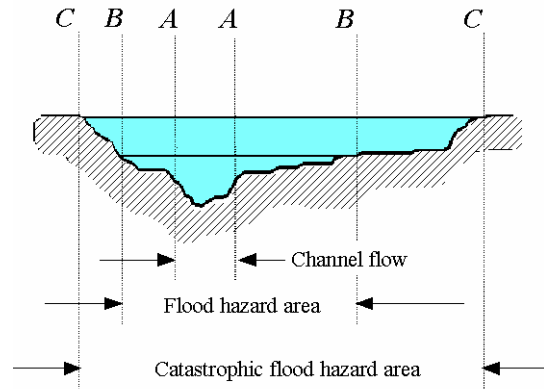 C B A A B C
Channel flow
Flood hazard area
Catastrophic flood hazard area